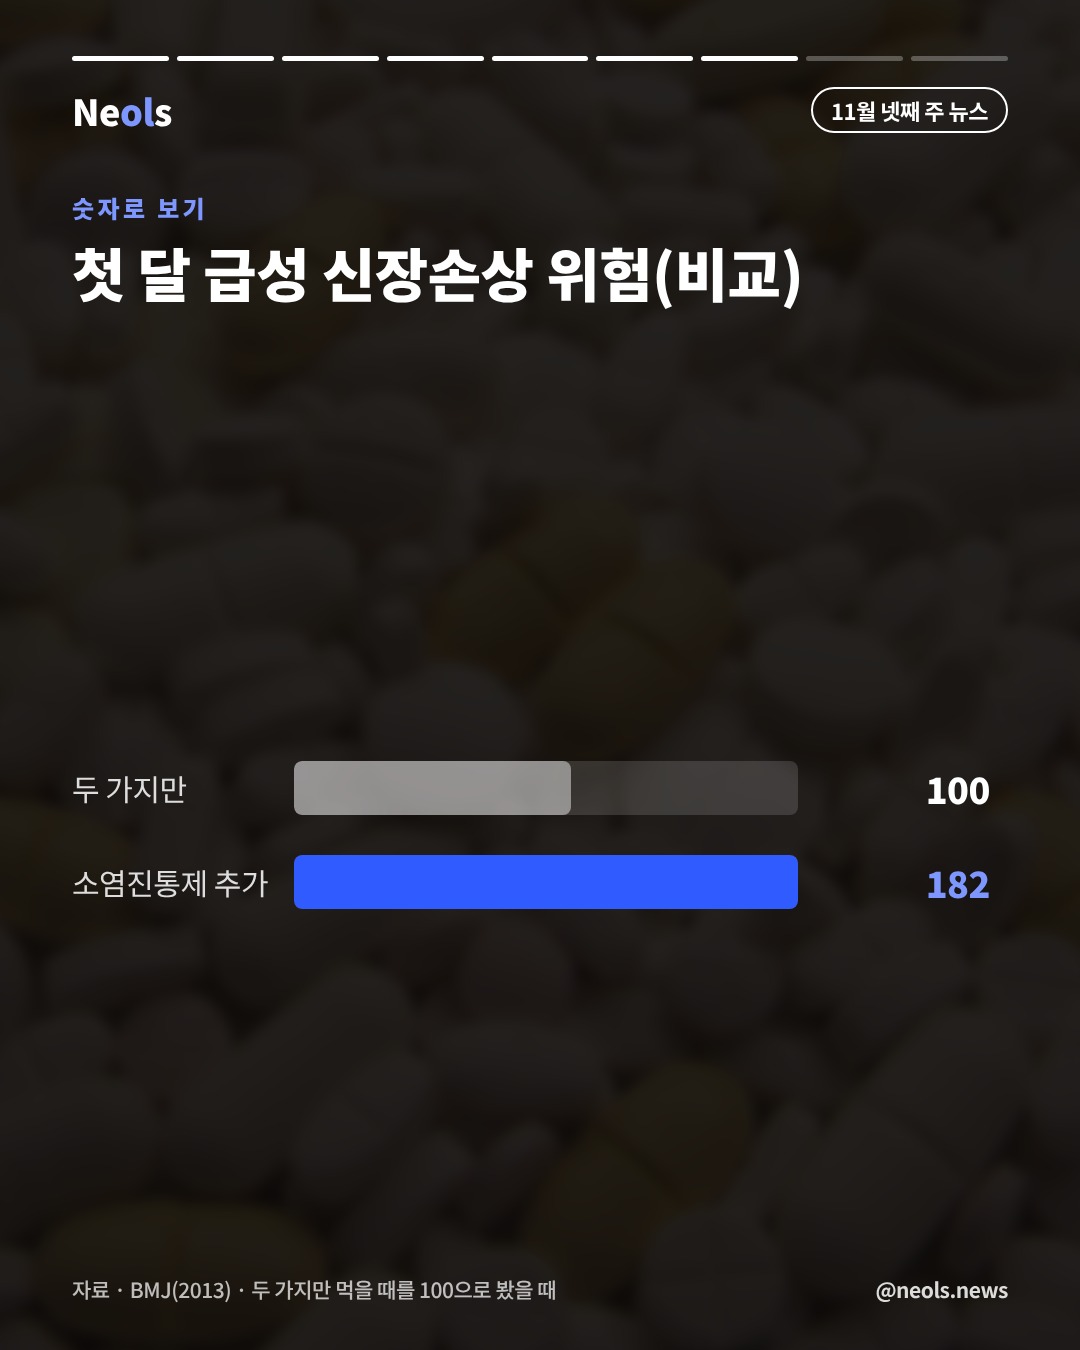 Neols
11월 넷째 주 뉴스
숫자로 보기
첫 달 급성 신장손상 위험(비교)
두 가지만 100
소염진통제 추가 182
자료 · BMJ(2013) · 두 가지만 먹을 때를 100으로 봤을 때
@neols.news